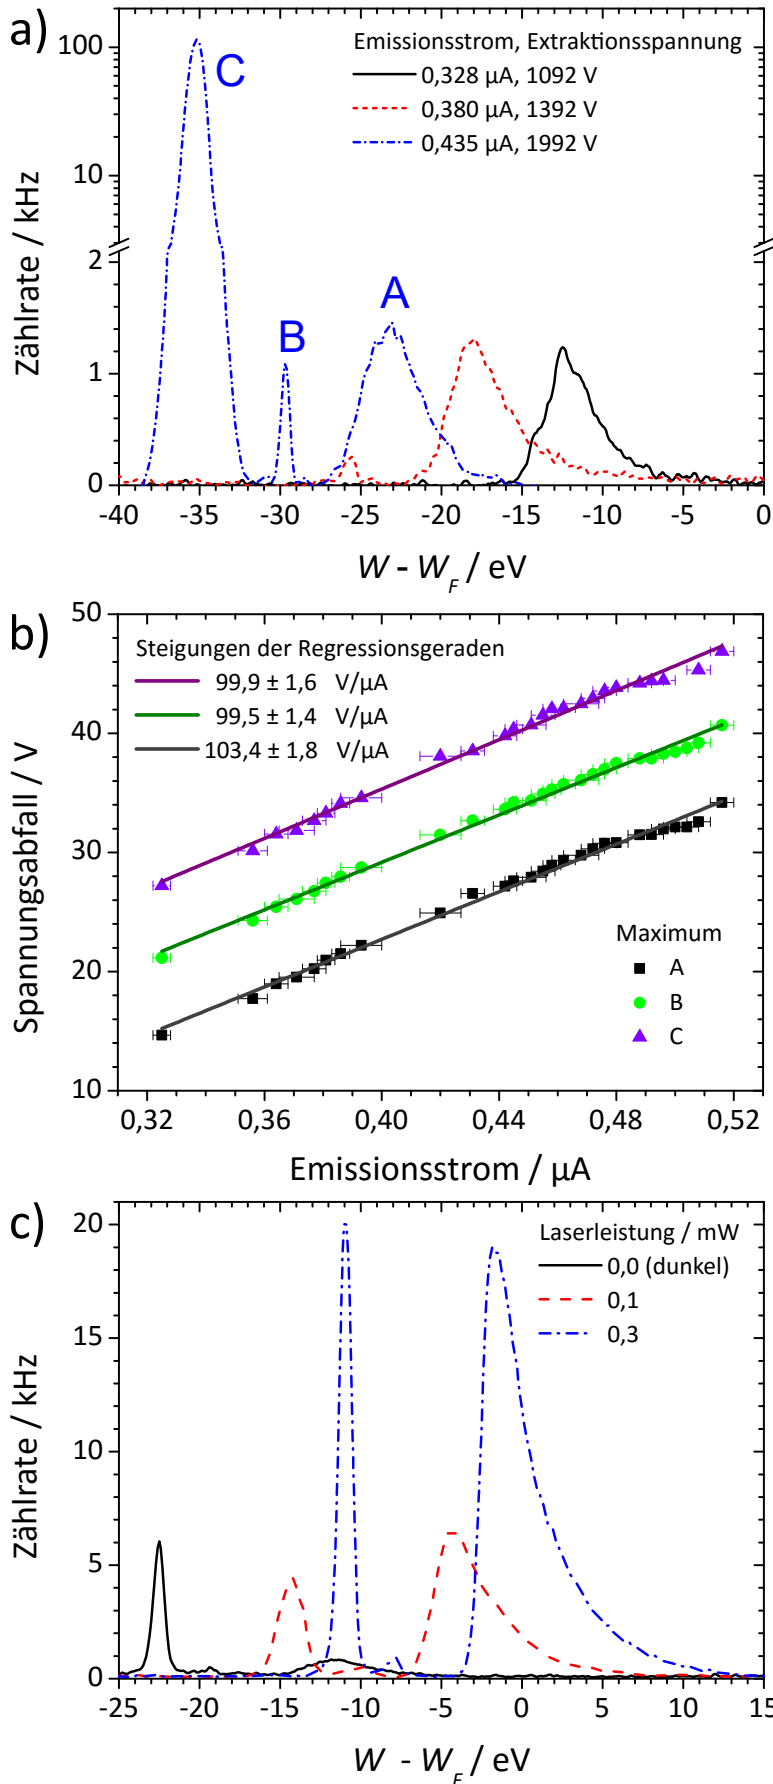 a)
Emissionsstrom, Extraktionsspannung
0,328 µA, 1092 V
0,380 µA, 1392 V
0,435 µA, 1992 V
C
B
A
Zählrate / kHz
100
10
2
1
0
-40 -35 -30 -25 -20 -15 -10 -5 0
W - W_F / eV
b)
Steigungen der Regressionsgeraden
99,9 ± 1,6 V/µA
99,5 ± 1,4 V/µA
103,4 ± 1,8 V/µA
Maximum
A
B
C
Spannungsabfall / V
50
40
30
20
10
0,32 0,36 0,40 0,44 0,48 0,52
Emissionsstrom / µA
c)
Laserleistung / mW
0,0 (dunkel)
0,1
0,3
Zählrate / kHz
20
15
10
5
0
-25 -20 -15 -10 -5 0 5 10 15
W - W_F / eV